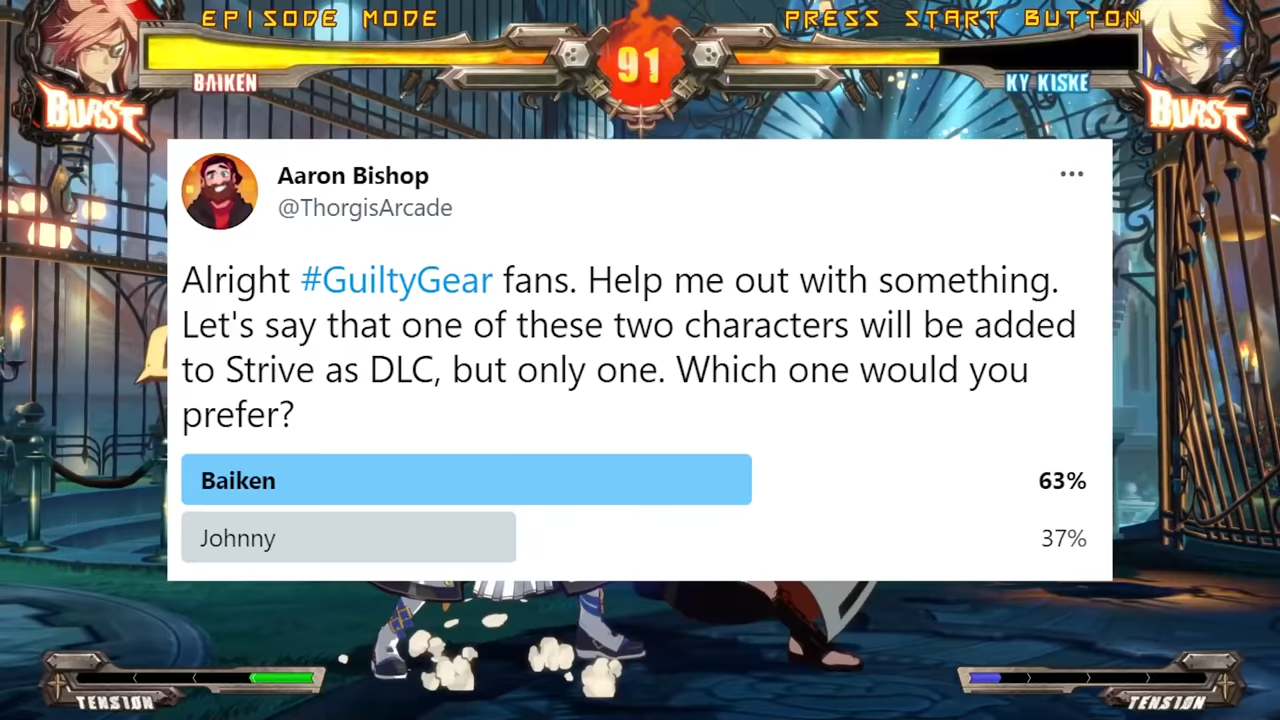 EPISODE MODE
PRESS START BUTTON
91
BAIKEN
KY KISKE
BURST
BURST
Aaron Bishop
@ThorgisArcade
Alright #GuiltyGear fans. Help me out with something.
Let's say that one of these two characters will be added
to Strive as DLC, but only one. Which one would you
prefer?
Baiken 63%
Johnny 37%
TENSION
TENSION